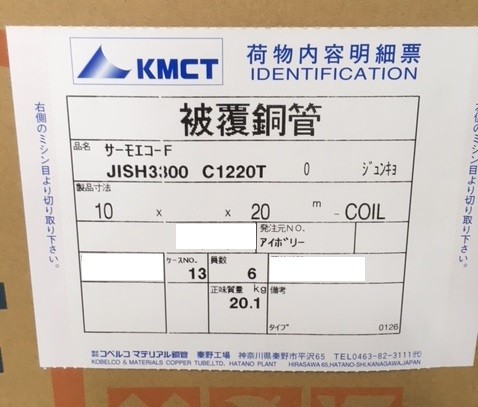 KMCT
荷物内容明細票
IDENTIFICATION
被覆銅管
品名 サーモエコーF
JISH3300 C1220T 0 ジュンキョ
製品寸法
10 x x 20 m - COIL
発注元NO.
アイボリー
ケースNO. 13 員数 6
正味質量 kg 備考
20.1
タイプ 0126
右側のミシン目より切り取り下さい。
右側のミシン目より切り取り下さい。
株式会社 コベルコ マテリアル銅管 秦野工場 神奈川県秦野市平沢65 TEL0463-82-3111㈹
KOBELCO & MATERIALS COPPER TUBE,LTD, HATANO PLANT HIRASAWA65,HATANO-SHI,KANAGAWA,JAPAN